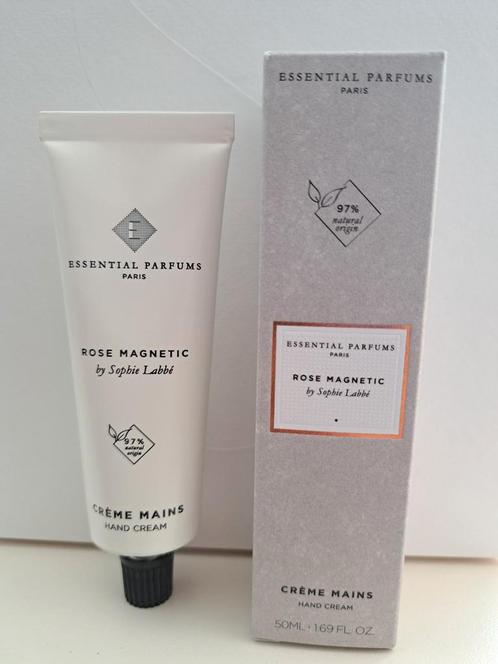 E
ESSENTIAL PARFUMS
PARIS
ROSE MAGNETIC
by Sophie Labbé
97%
natural
origin
CRÈME MAINS
HAND CREAM
ESSENTIAL PARFUMS
PARIS
97%
natural
origin
ESSENTIAL PARFUMS
PARIS
ROSE MAGNETIC
by Sophie Labbé
CRÈME MAINS
HAND CREAM
50ML • 1.69 FL. OZ.